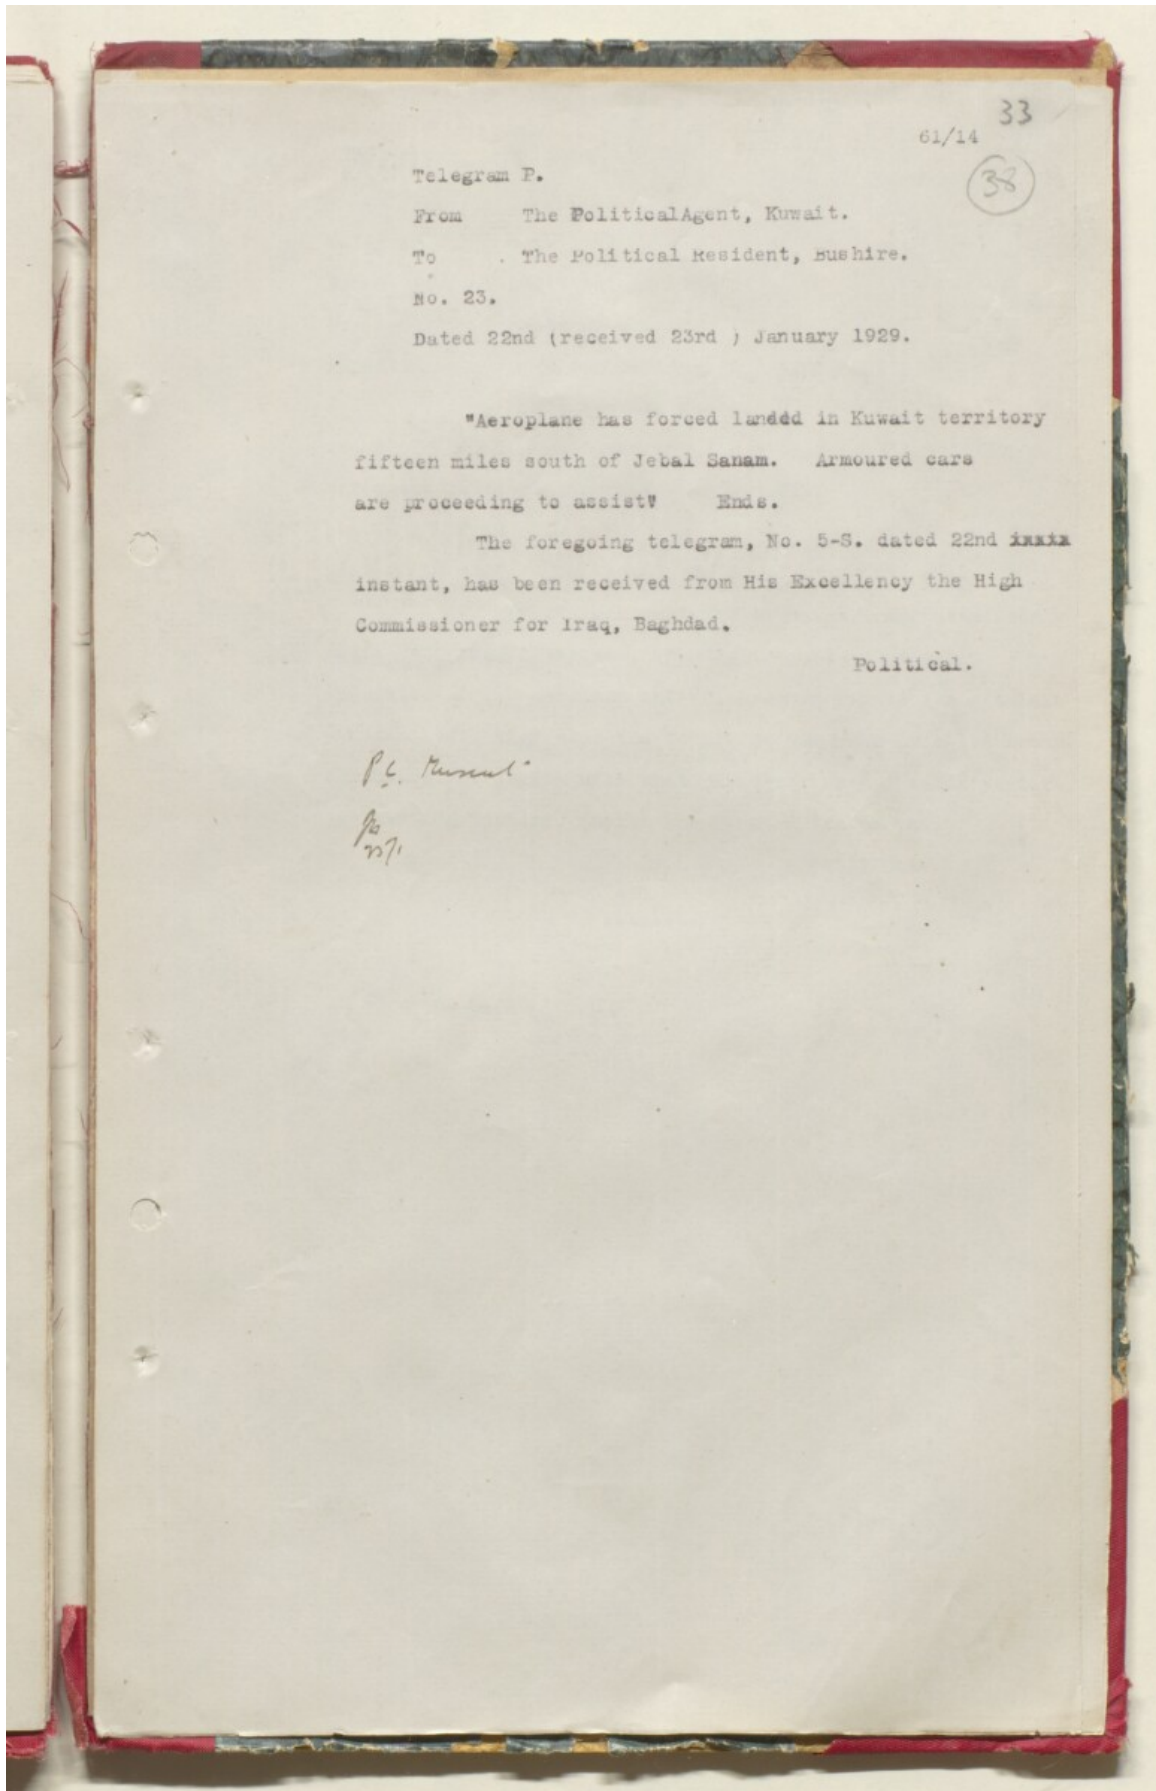 33
61/14
38
Telegram P.
From The PoliticalAgent, Kuwait.
To . The Political Resident, Bushire.
No. 23.
Dated 22nd (received 23rd ) January 1929.
"Aeroplane has forced landed in Kuwait territory
fifteen miles south of Jebal Sanam. Armoured cars
are proceeding to assist" Ends.
The foregoing telegram, No. 5-S. dated 22nd
instant, has been received from His Excellency the High
Commissioner for Iraq, Baghdad.
Political.